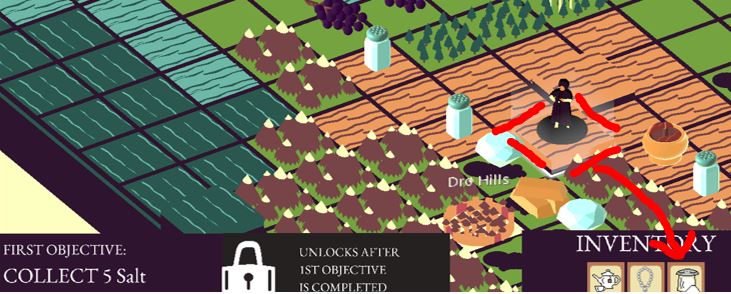 Dre Hills
FIRST OBJECTIVE:
COLLECT 5 Salt
UNLOCKS AFTER
1ST OBJECTIVE
IS COMPLETED
INVENTORY